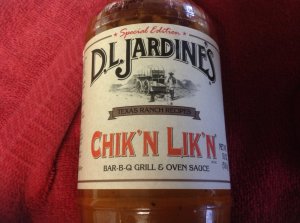 Special Edition
D.L. JARDINE'S
TEXAS RANCH RECIPES
CHIK'N LIK'N
BAR-B-Q GRILL & OVEN SAUCE